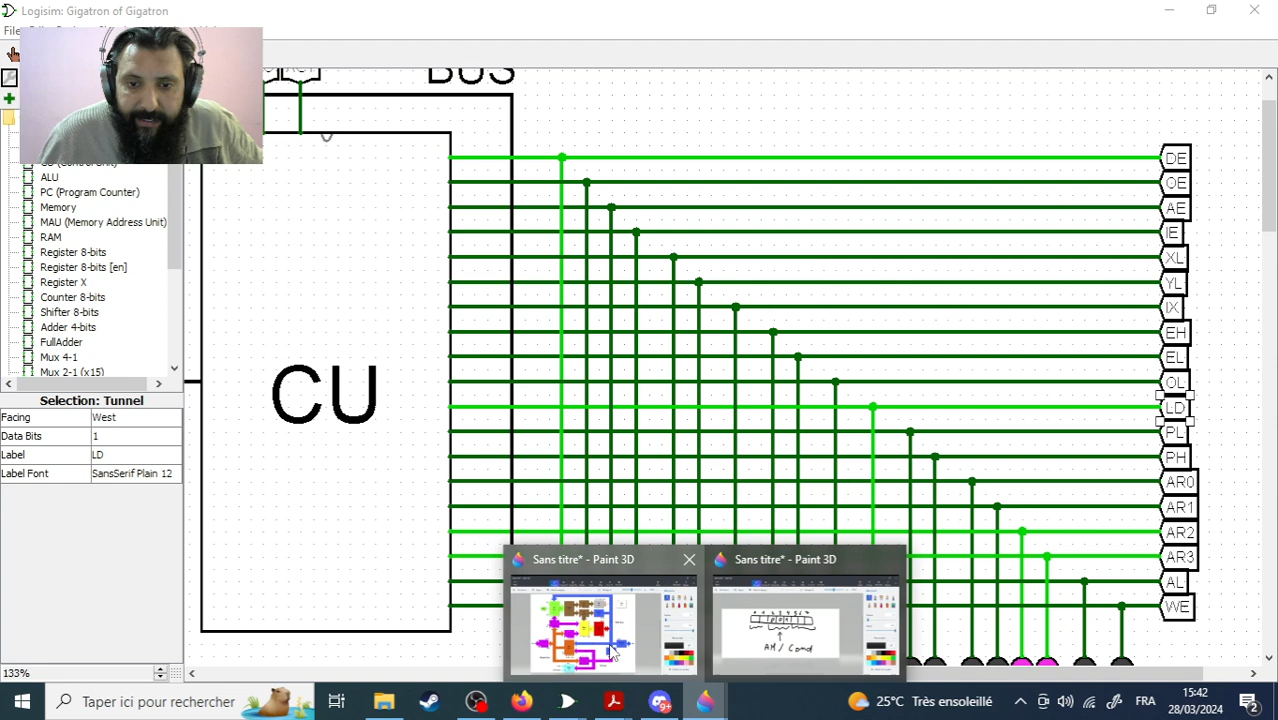 Logisim: Gigatron of Gigatron
File
BUS
ALU
PC (Program Counter)
Memory
MAU (Memory Address Unit)
RAM
Register 8-bits
Register 8-bits [en]
Register X
Counter 8-bits
Shifter 8-bits
Adder 4-bits
FullAdder
Mux 4-1
Mux 2-1 (x15)
Selection: Tunnel
Facing West
Data Bits 1
Label LD
Label Font SansSerif Plain 12
133%
CU
DE
OE
AE
IE
XL
YL
IX
EH
EL
OL
LD
PL
PH
AR0
AR1
AR2
AR3
AL
WE
Sans titre* - Paint 3D
Sans titre* - Paint 3D
AM / Cond
Taper ici pour rechercher
9+
25°C Très ensoleillé
FRA
15:42
28/03/2024
2